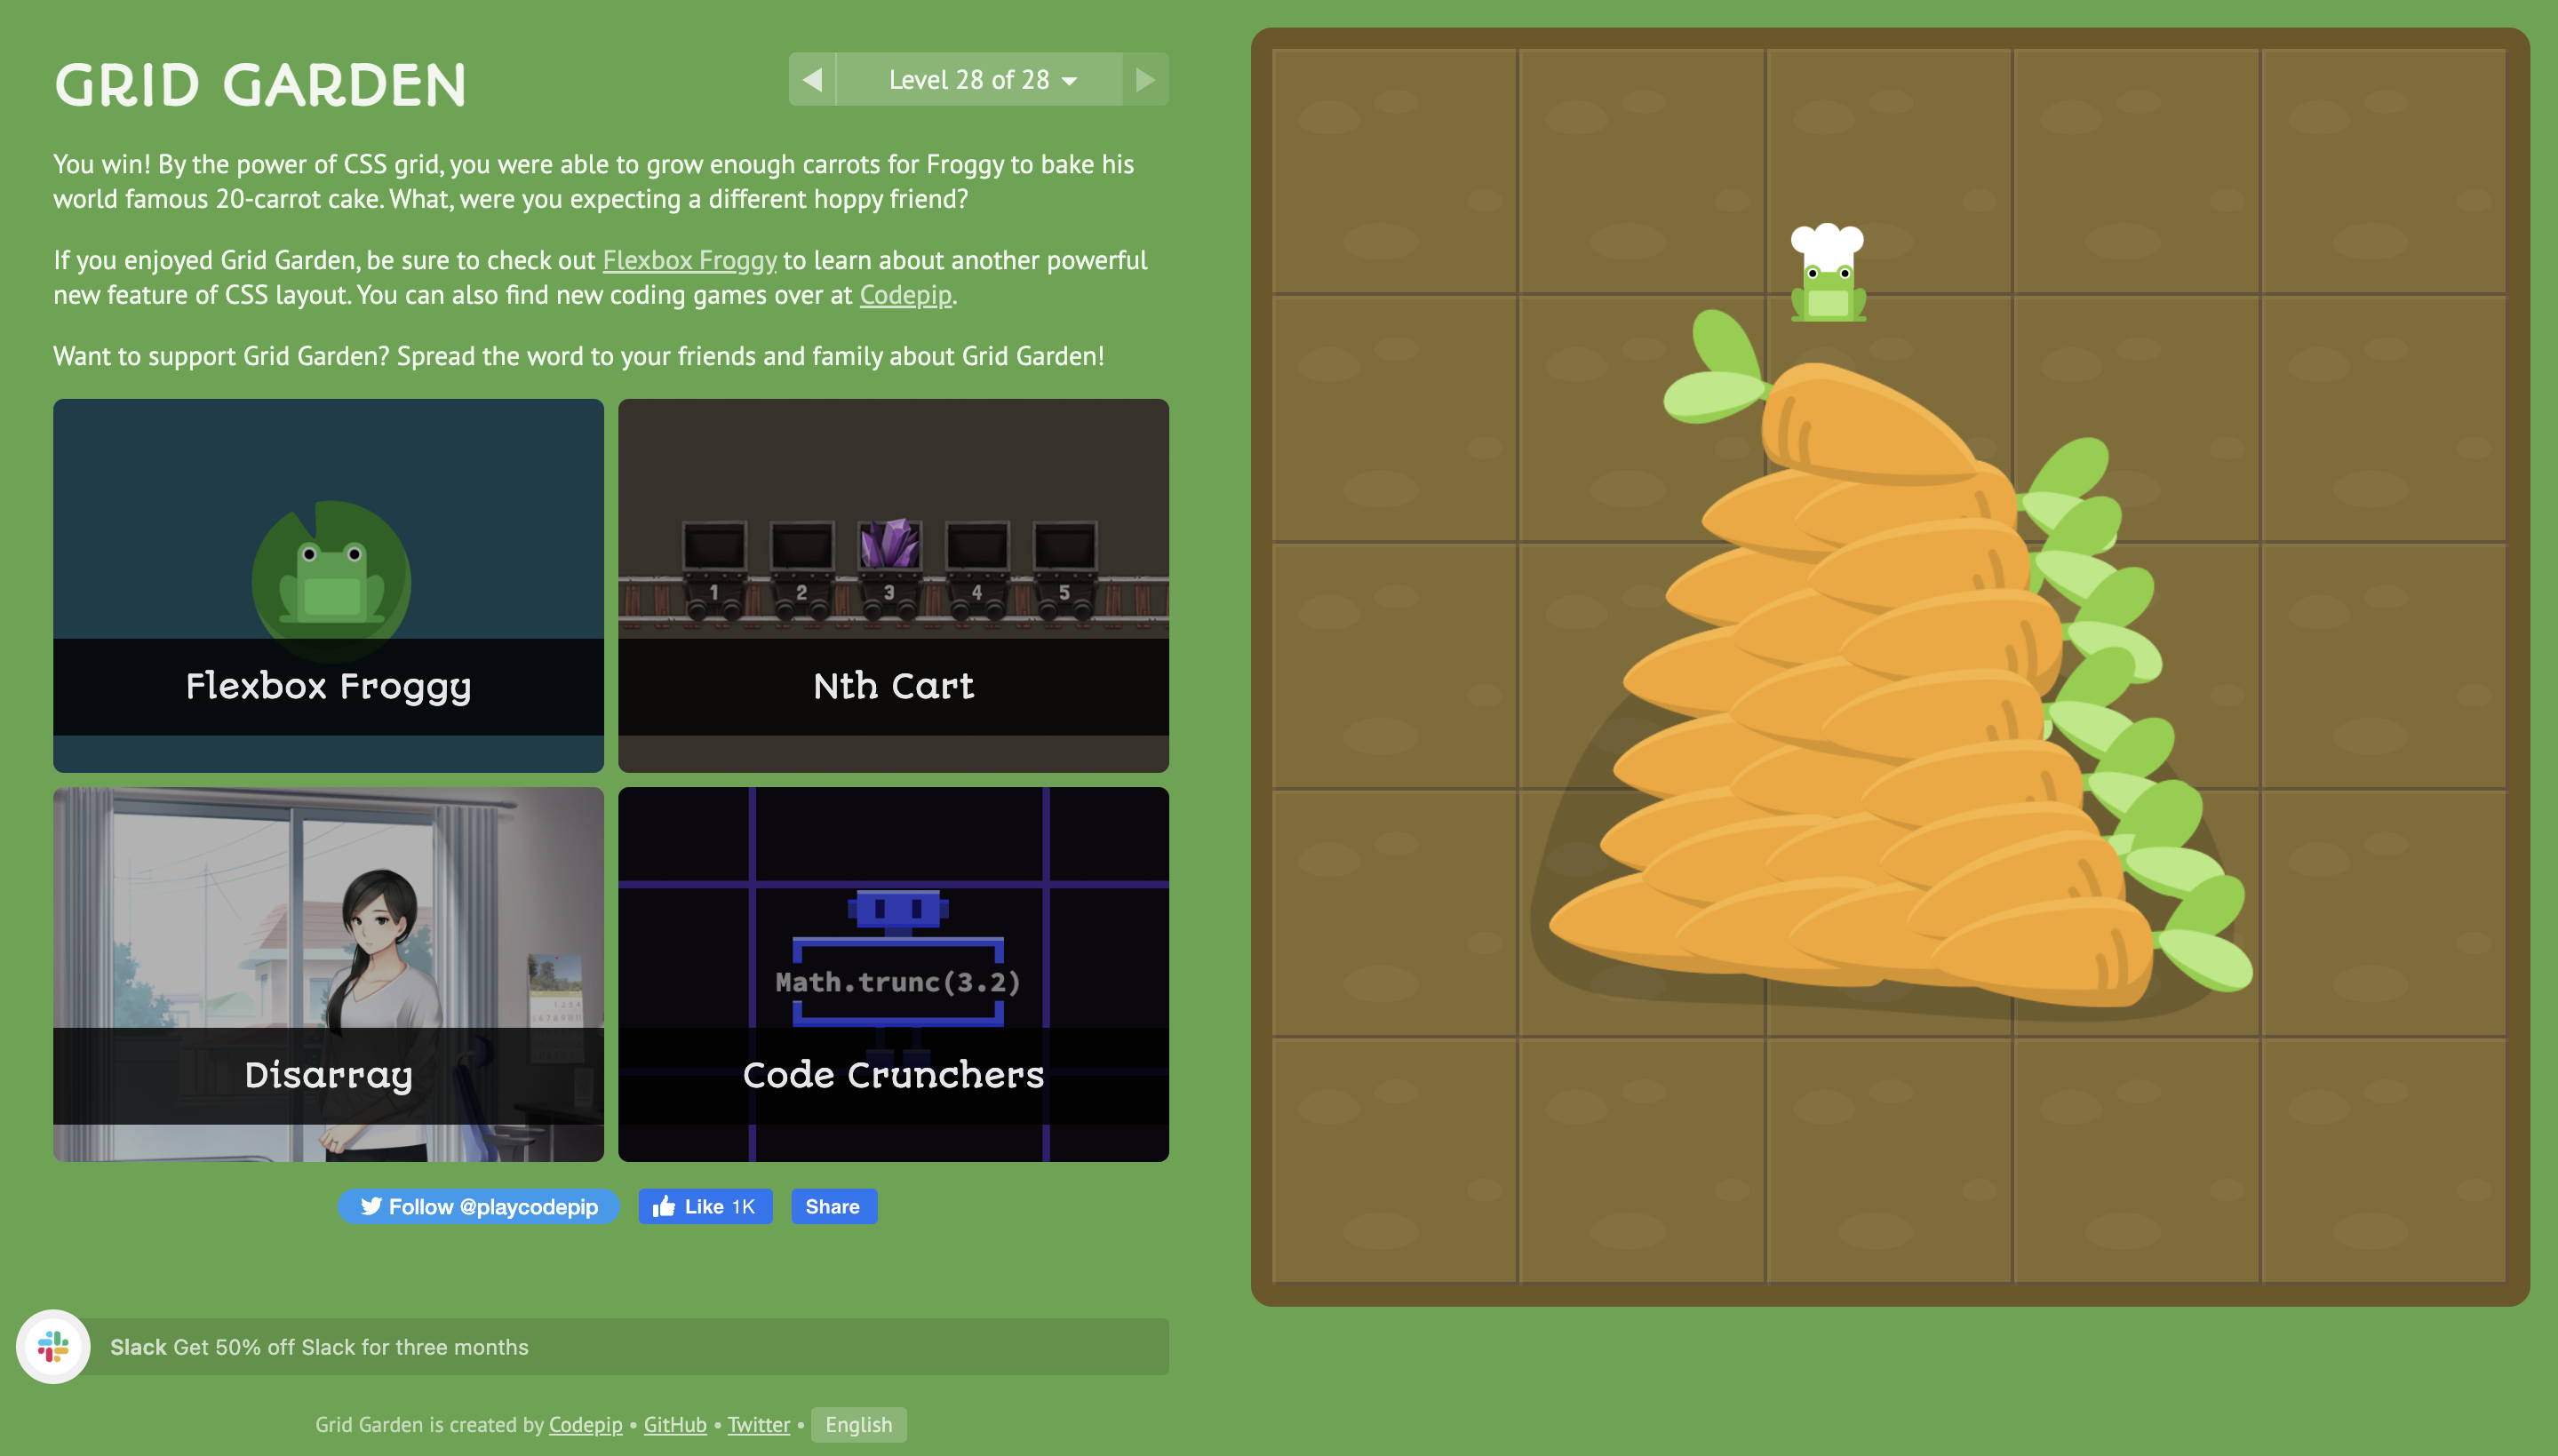 GRID GARDEN
Level 28 of 28
You win! By the power of CSS grid, you were able to grow enough carrots for Froggy to bake his
world famous 20-carrot cake. What, were you expecting a different hoppy friend?
If you enjoyed Grid Garden, be sure to check out Flexbox Froggy to learn about another powerful
new feature of CSS layout. You can also find new coding games over at Codepip.
Want to support Grid Garden? Spread the word to your friends and family about Grid Garden!
1 2 3 4 5
Flexbox Froggy
Nth Cart
Math.trunc(3.2)
Disarray
Code Crunchers
Follow @playcodepip
Like 1K
Share
Slack Get 50% off Slack for three months
Grid Garden is created by Codepip • GitHub • Twitter • English